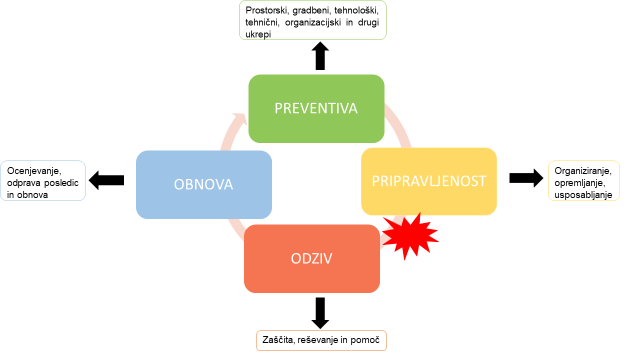 Prostorski, gradbeni, tehnološki,
tehnični, organizacijski in drugi
ukrepi
PREVENTIVA
Ocenjevanje,
odprava posledic
in obnova
OBNOVA
PRIPRAVLJENOST
Organiziranje,
opremljanje,
usposabljanje
ODZIV
Zaščita, reševanje in pomoč